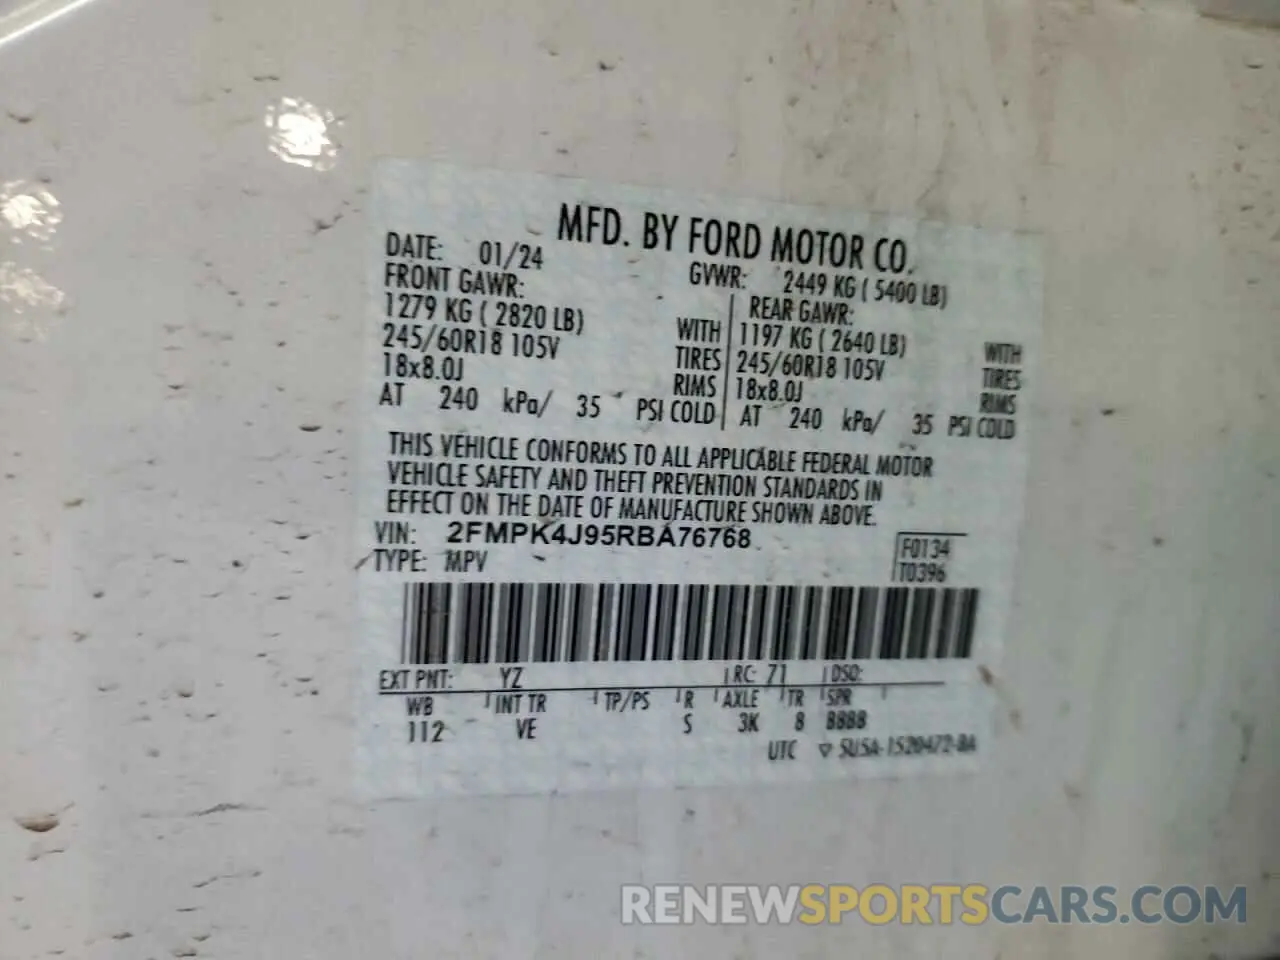 MFD. BY FORD MOTOR CO.
DATE: 01/24 GVWR: 2449 KG ( 5400 LB)
FRONT GAWR: REAR GAWR:
1279 KG ( 2820 LB) WITH 1197 KG ( 2640 LB) WITH
245/60R18 105V TIRES 245/60R18 105V TIRES
18x8.0J RIMS 18x8.0J RIMS
AT 240 kPa/ 35 PSI COLD AT 240 kPa/ 35 PSI COLD
THIS VEHICLE CONFORMS TO ALL APPLICABLE FEDERAL MOTOR
VEHICLE SAFETY AND THEFT PREVENTION STANDARDS IN
EFFECT ON THE DATE OF MANUFACTURE SHOWN ABOVE.
VIN: 2FMPK4J95RBA76768
TYPE: MPV
F0134
T0396
EXT PNT: YZ RC: 71 DSO:
WB INT TR TP/PS R AXLE TR SPR
112 VE S 3K 8 8888
UTC ▽ 5U5A-1520472-BA
RENEWSPORTSCARS.COM